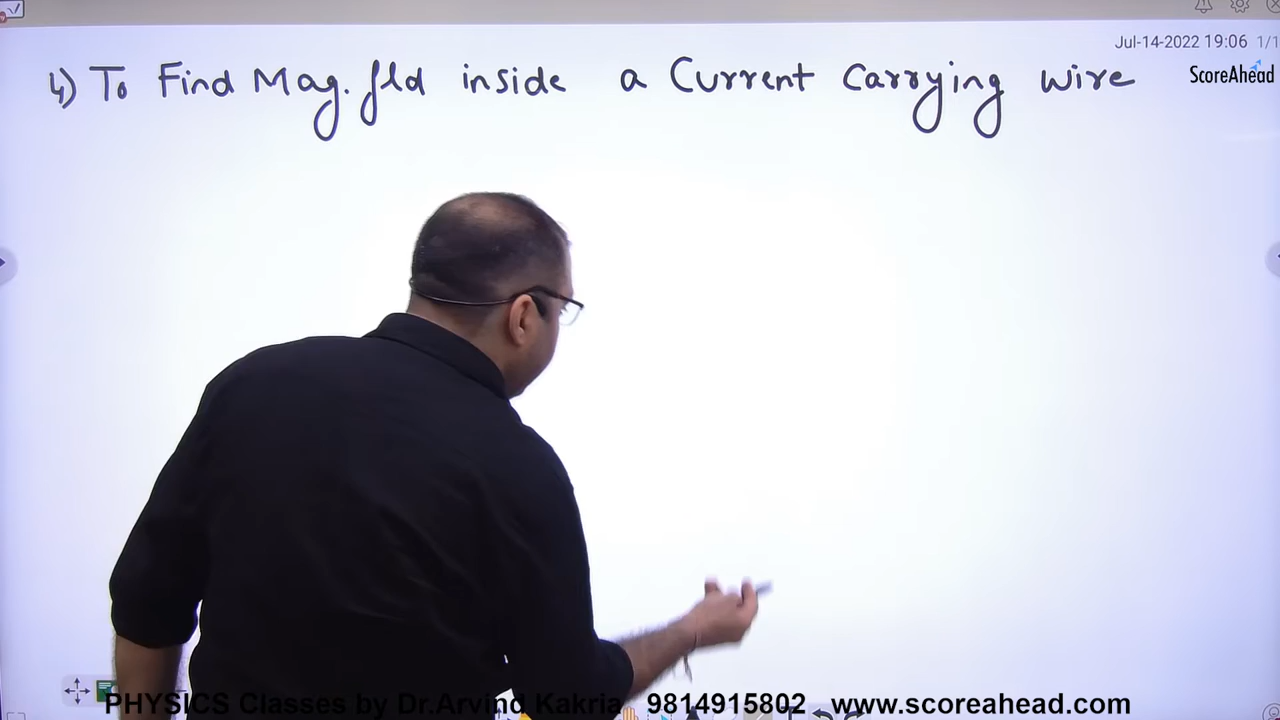 Jul-14-2022 19:06 1/1
4) To Find Mag. fld inside a Current Carrying wire
ScoreAhead
PHYSICS Classes by Dr.Arvind Kakria 9814915802 www.scoreahead.com